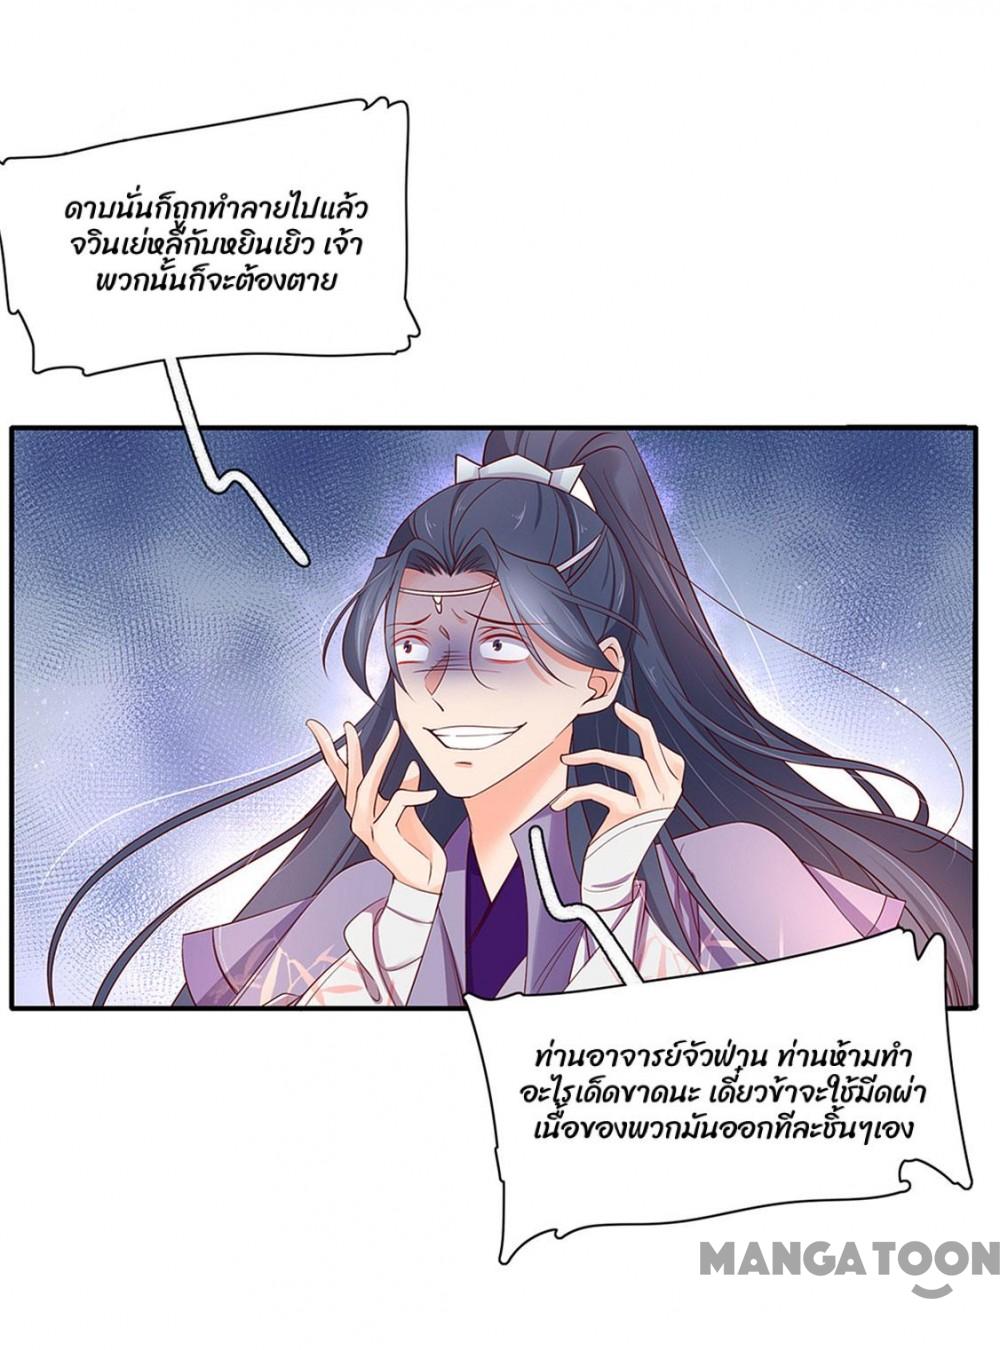 ดาบนั่นก็ถูกทำลายไปแล้ว
จวินเย่หลีกับหยินเยิว เจ้า
พวกนั้นก็จะต้องตาย
ท่านอาจารย์จัวฟ่าน ท่านห้ามทำ
อะไรเด็ดขาดนะ เดี๋ยวข้าจะใช้มีดผ่า
เนื้อของพวกมันออกทีละชิ้นๆเอง
MANGATOON